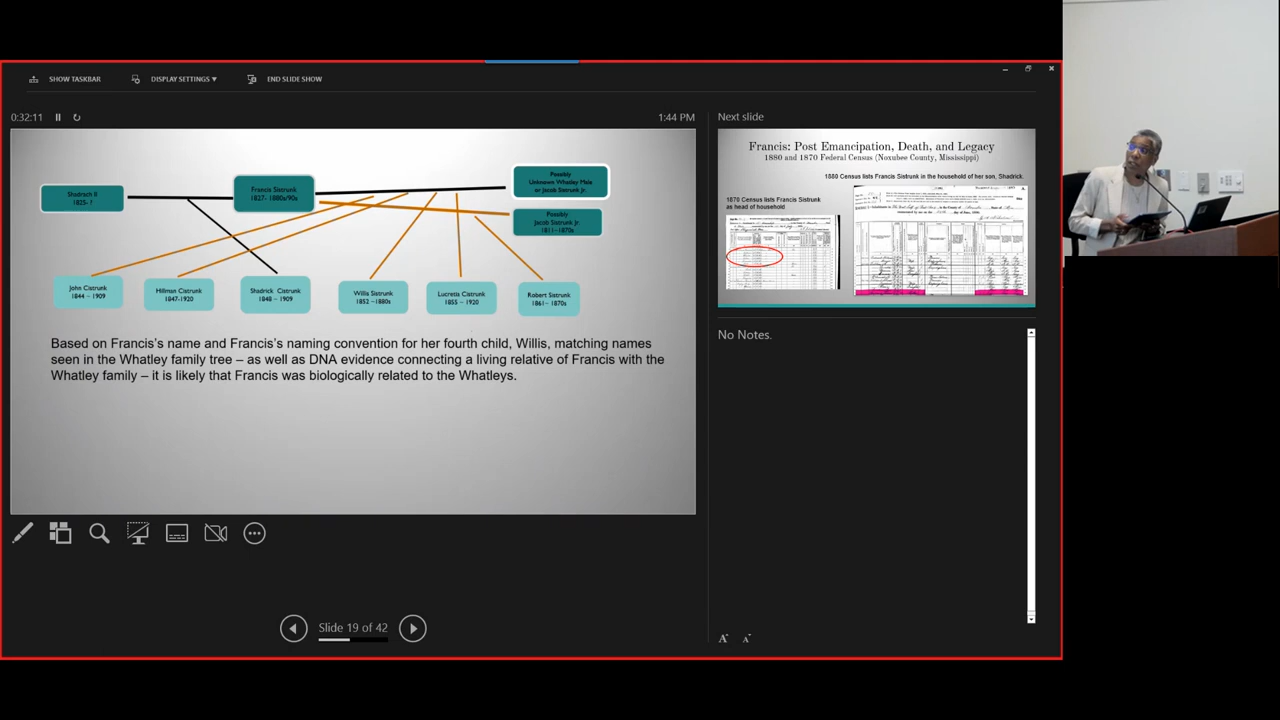 SHOW TASKBAR
DISPLAY SETTINGS ▼
END SLIDE SHOW
0:32:11
1:44 PM
Next slide
Shadrach II
1825- ?
Francis Sistrunk
1827- 1880s/90s
Possibly
Unknown Whatley Male
or Jacob Sistrunk Jr.
Possibly
Jacob Sistrunk Jr.
1811-1870s
John Cistrunk
1844 – 1909
Hillman Cistrunk
1847-1920
Shadrick Cistrunk
1848 – 1909
Willis Sistrunk
1852 –1880s
Lucretia Cistrunk
1855 – 1920
Robert Sistrunk
1861– 1870s
Based on Francis's name and Francis's naming convention for her fourth child, Willis, matching names
seen in the Whatley family tree – as well as DNA evidence connecting a living relative of Francis with the
Whatley family – it is likely that Francis was biologically related to the Whatleys.
Francis: Post Emancipation, Death, and Legacy
1880 and 1870 Federal Census (Noxubee County, Mississippi)
1880 Census lists Francis Sistrunk in the household of her son, Shadrick.
1870 Census lists Francis Sistrunk
as head of household
No Notes.
Slide 19 of 42
A A